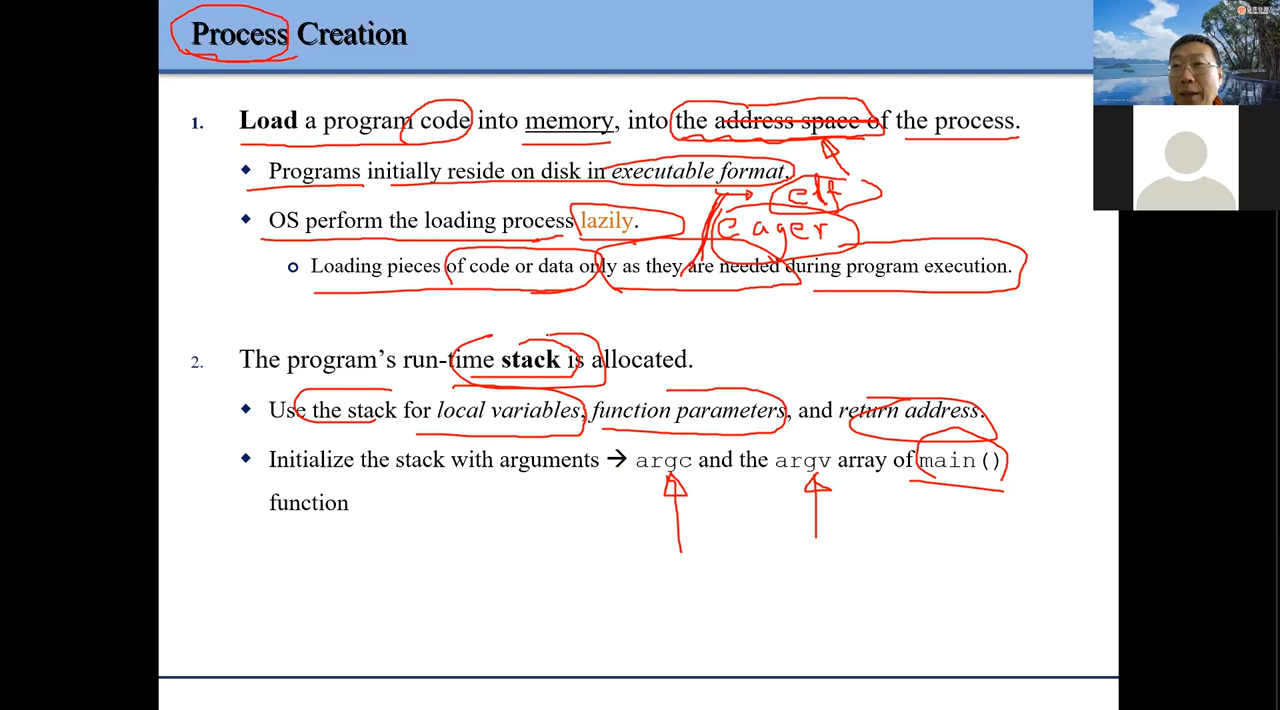 Process Creation
1. Load a program code into memory, into the address space of the process.
◆ Programs initially reside on disk in executable format.
elf
◆ OS perform the loading process lazily.
eager
o Loading pieces of code or data only as they are needed during program execution.
2. The program's run-time stack is allocated.
◆ Use the stack for local variables, function parameters, and return address.
◆ Initialize the stack with arguments → argc and the argv array of main()
function